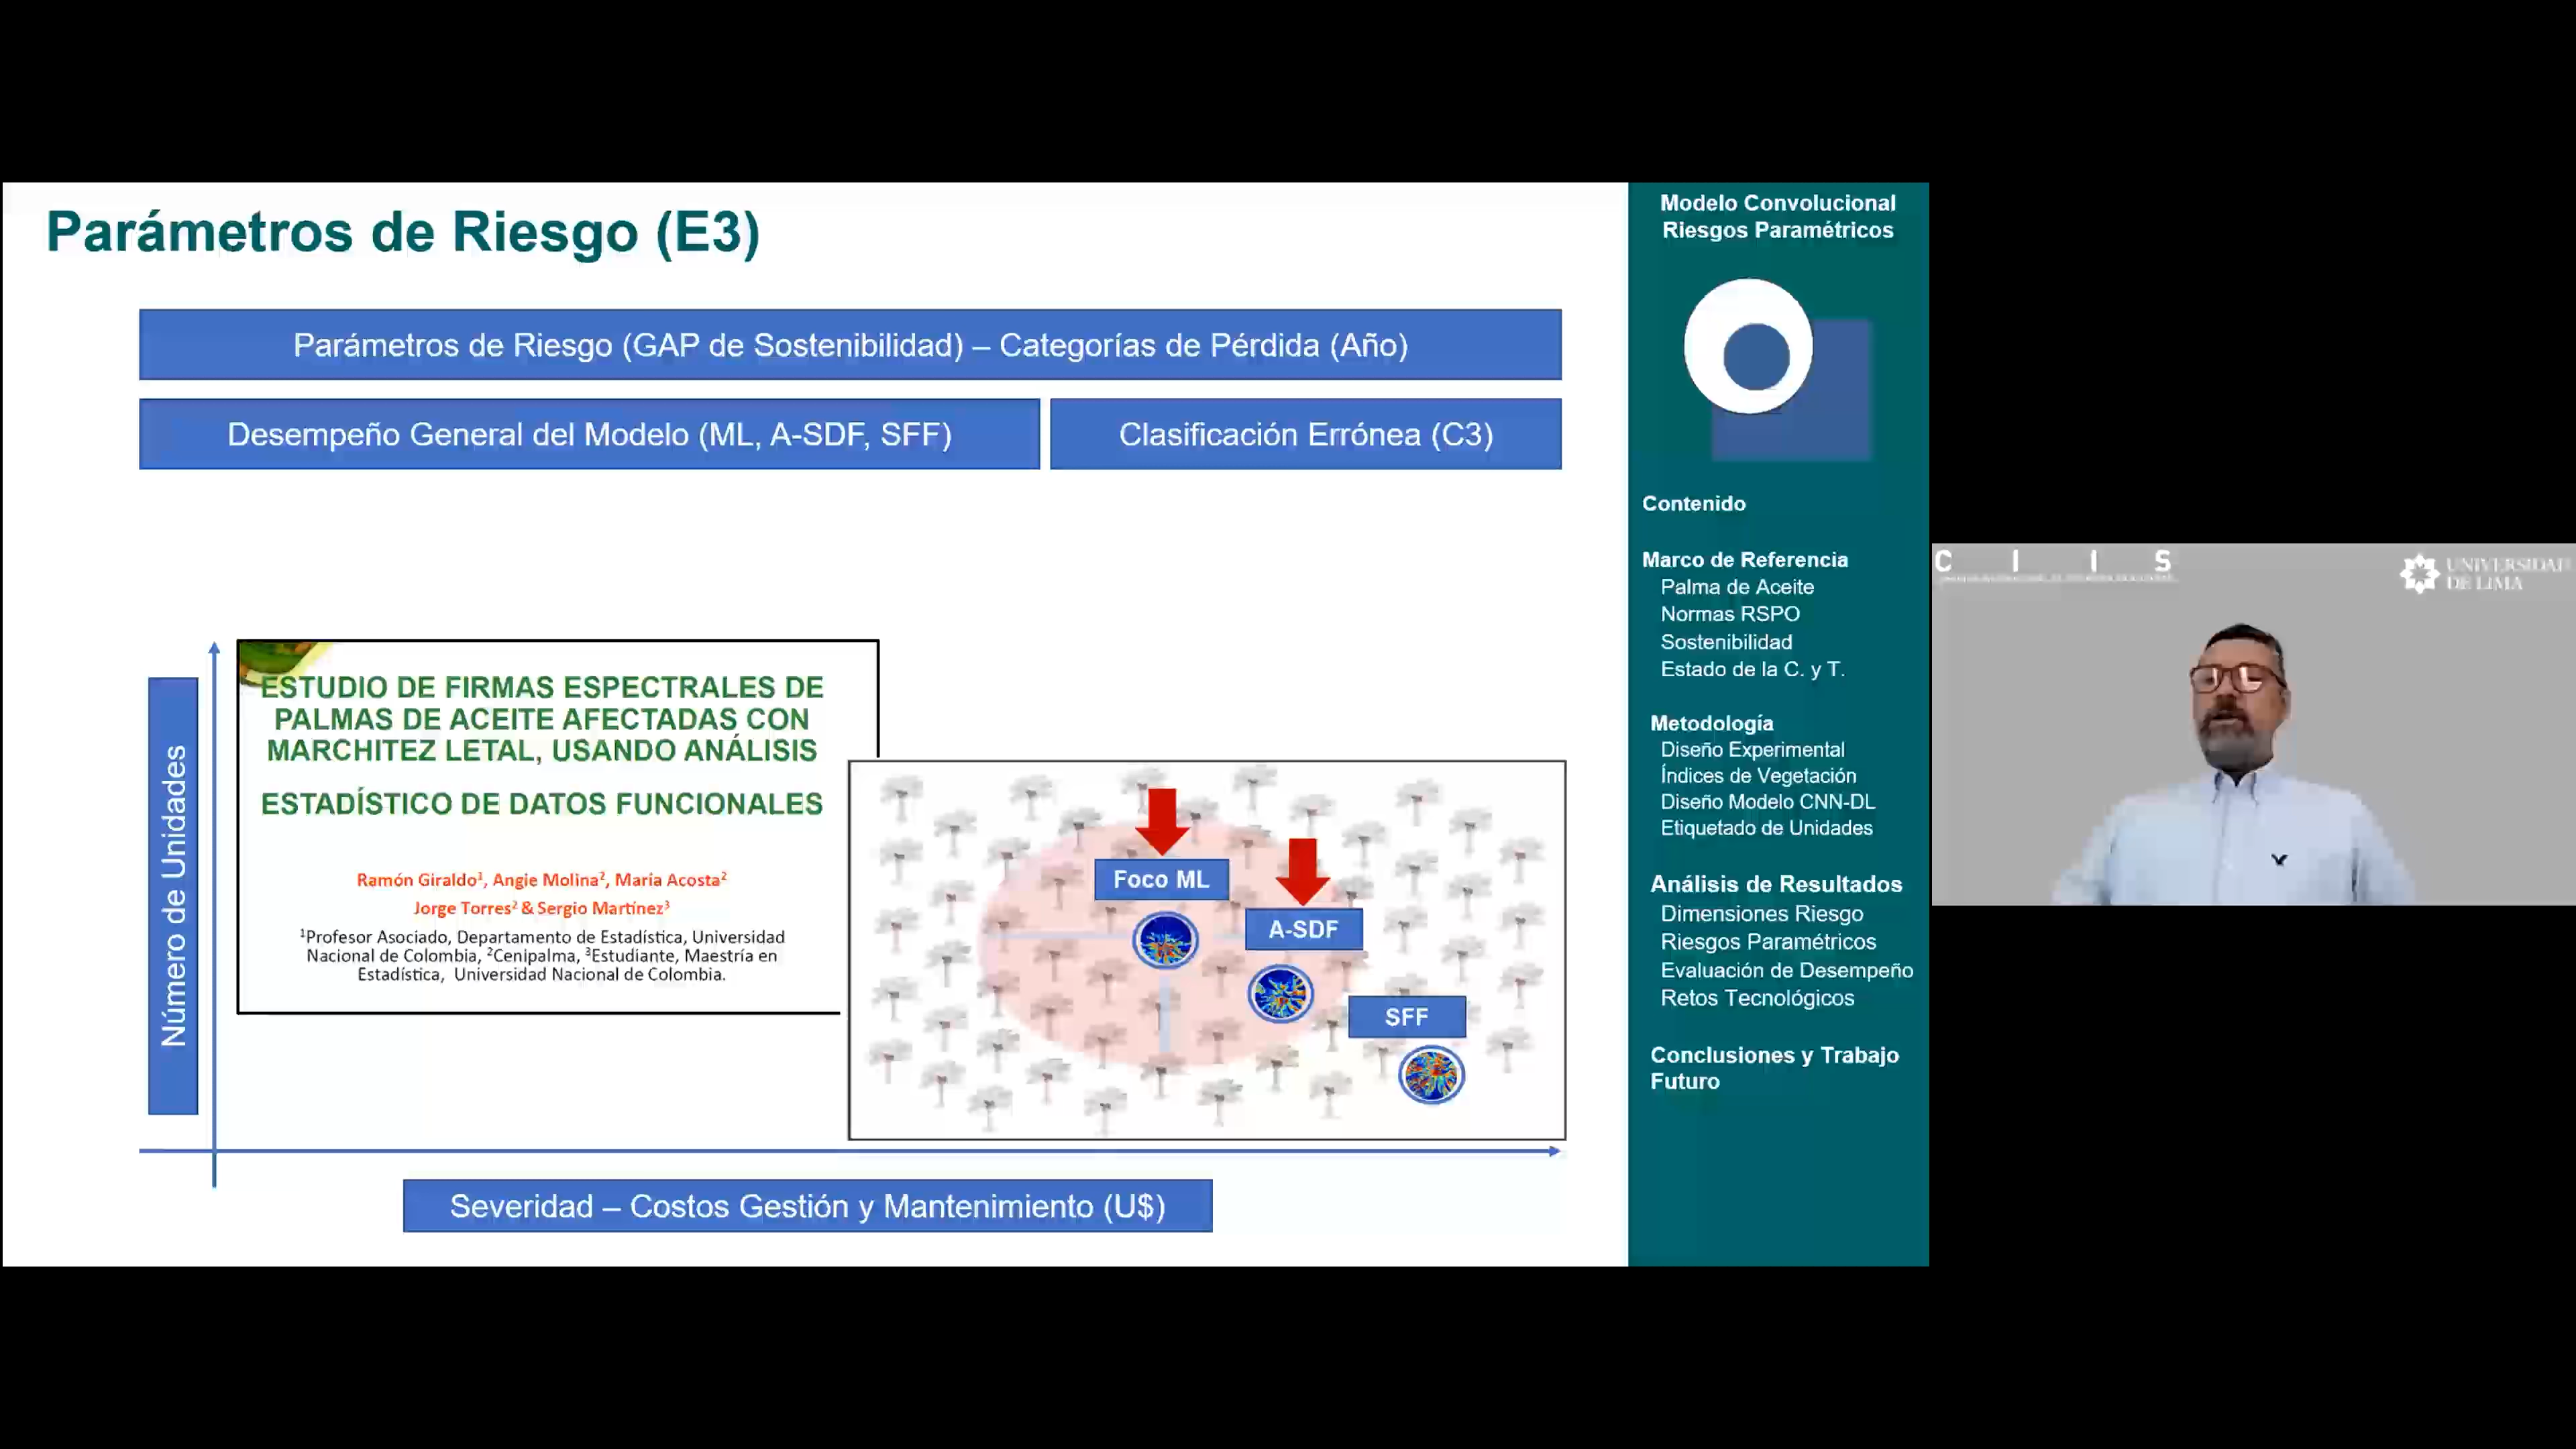 Parámetros de Riesgo (E3)
Parámetros de Riesgo (GAP de Sostenibilidad) – Categorías de Pérdida (Año)
Desempeño General del Modelo (ML, A-SDF, SFF)
Clasificación Errónea (C3)
Número de Unidades
ESTUDIO DE FIRMAS ESPECTRALES DE
PALMAS DE ACEITE AFECTADAS CON
MARCHITEZ LETAL, USANDO ANÁLISIS
ESTADÍSTICO DE DATOS FUNCIONALES
Ramón Giraldo¹, Angie Molina², María Acosta²
Jorge Torres² & Sergio Martínez³
¹Profesor Asociado, Departamento de Estadística, Universidad
Nacional de Colombia, ²Cenipalma, ³Estudiante, Maestría en
Estadística, Universidad Nacional de Colombia.
Foco ML
A-SDF
SFF
Severidad – Costos Gestión y Mantenimiento (U$)
Modelo Convolucional
Riesgos Paramétricos
Contenido
Marco de Referencia
Palma de Aceite
Normas RSPO
Sostenibilidad
Estado de la C. y T.
Metodología
Diseño Experimental
Índices de Vegetación
Diseño Modelo CNN-DL
Etiquetado de Unidades
Análisis de Resultados
Dimensiones Riesgo
Riesgos Paramétricos
Evaluación de Desempeño
Retos Tecnológicos
Conclusiones y Trabajo
Futuro
C I I S
UNIVERSIDAD
DE LIMA